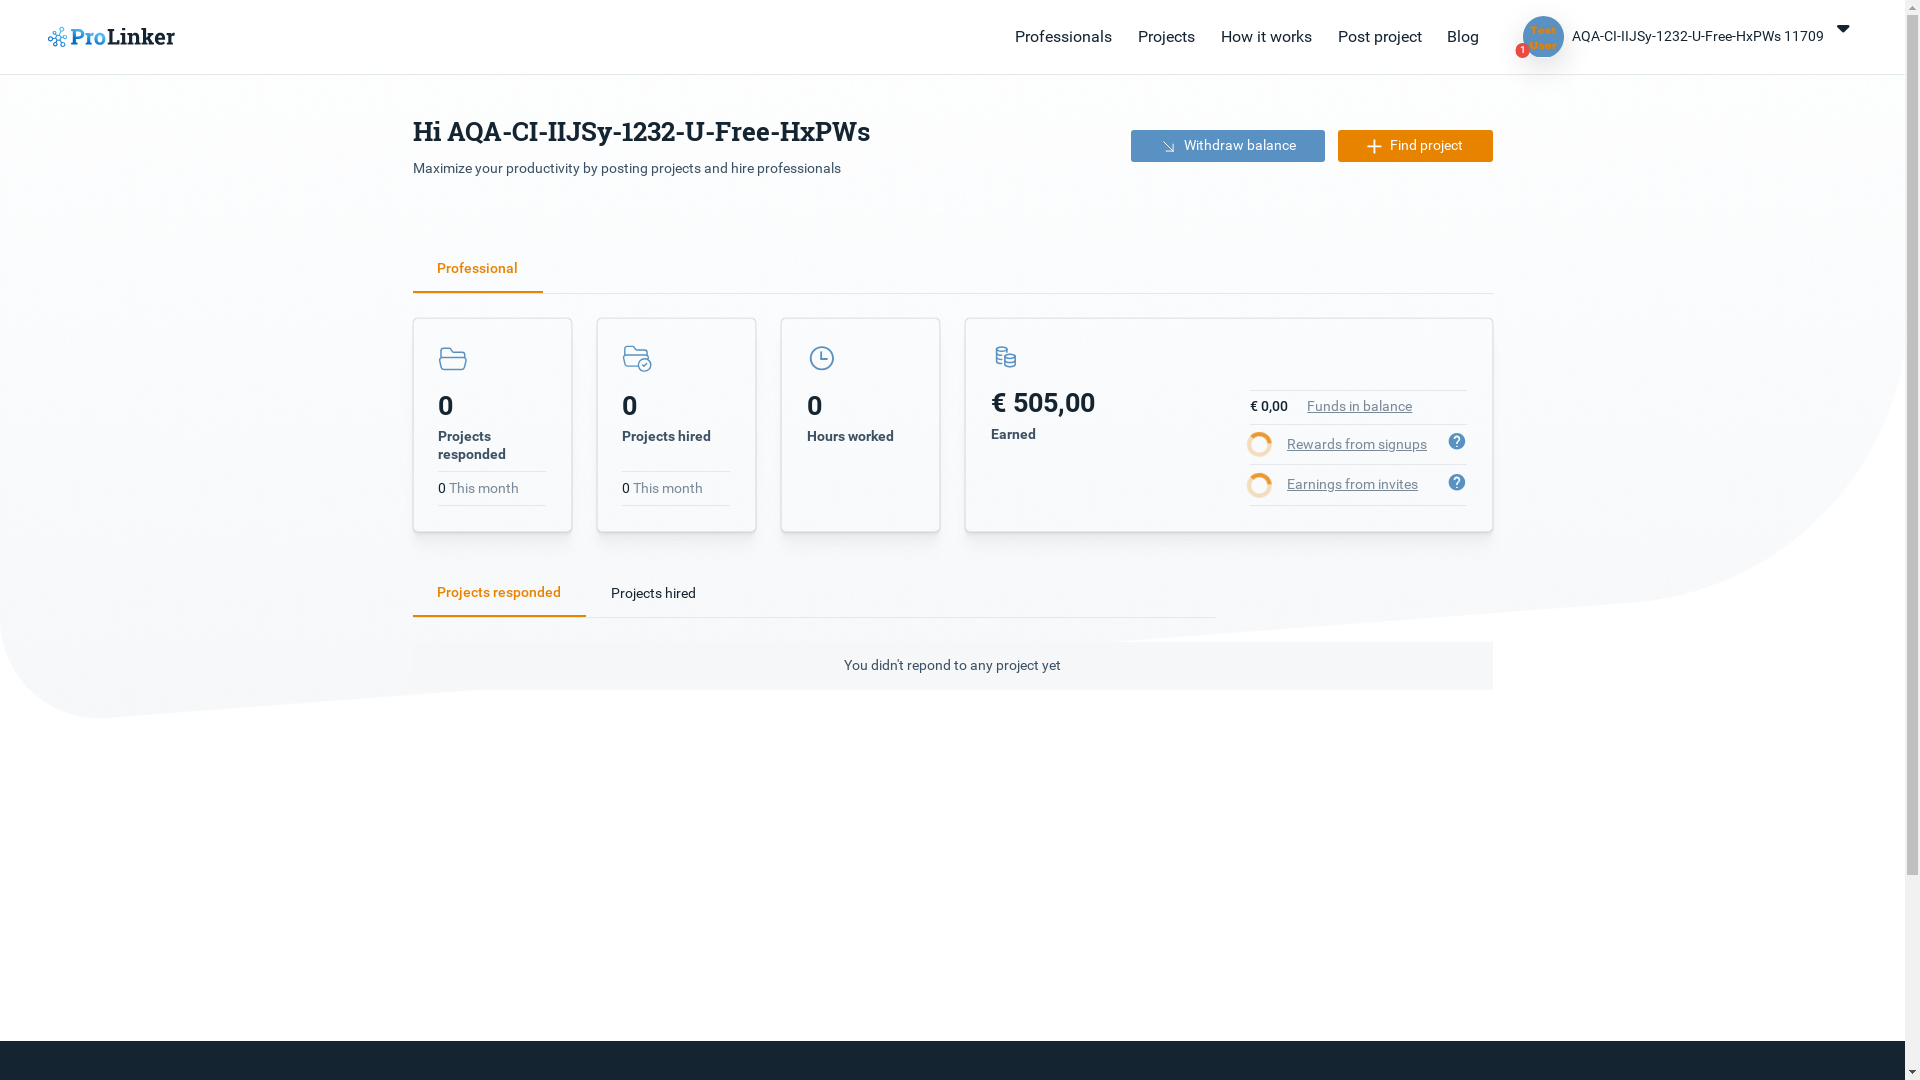 ProLinker
Professionals
Projects
How it works
Post project
Blog
Test
User
1
AQA-CI-IIJSy-1232-U-Free-HxPWs 11709
Hi AQA-CI-IIJSy-1232-U-Free-HxPWs
Maximize your productivity by posting projects and hire professionals
Withdraw balance
Find project
Professional
0
Projects
responded
0 This month
0
Projects hired
0 This month
0
Hours worked
€ 505,00
Earned
€ 0,00 Funds in balance
Rewards from signups ?
Earnings from invites ?
Projects responded
Projects hired
You didn't repond to any project yet